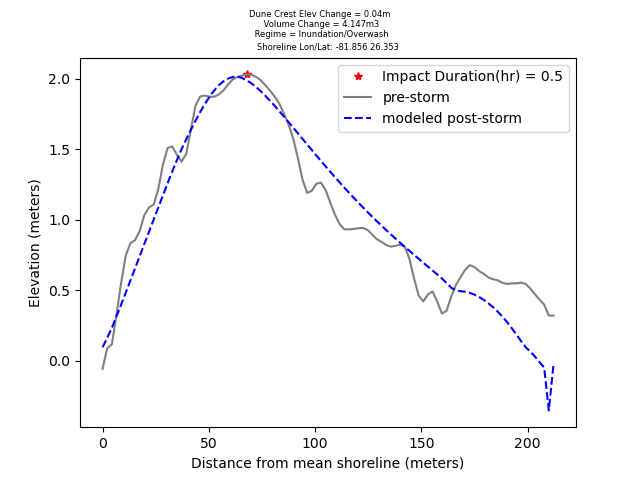 Dune Crest Elev Change = 0.04m
Volume Change = 4.147m3
Regime = Inundation/Overwash
Shoreline Lon/Lat: -81.856 26.353
Impact Duration(hr) = 0.5
pre-storm
modeled post-storm
Elevation (meters)
2.0
1.5
1.0
0.5
0.0
0 50 100 150 200
Distance from mean shoreline (meters)